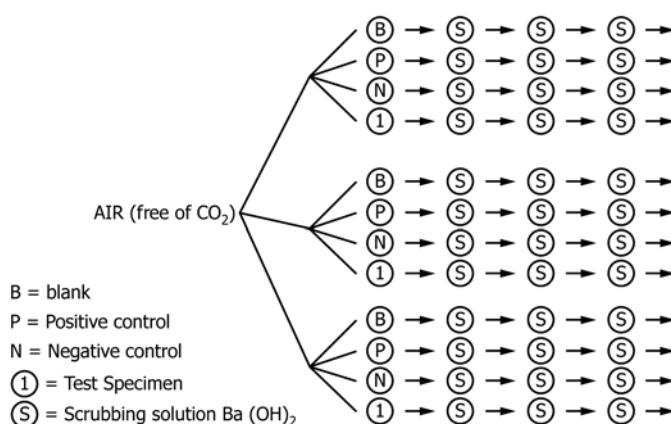 B S S S
P S S S
N S S S
1 S S S
B S S S
P S S S
AIR (free of CO₂)
N S S S
1 S S S
B = blank
B S S S
P = Positive control
P S S S
N = Negative control
N S S S
1 = Test Specimen
1 S S S
S = Scrubbing solution Ba (OH)₂